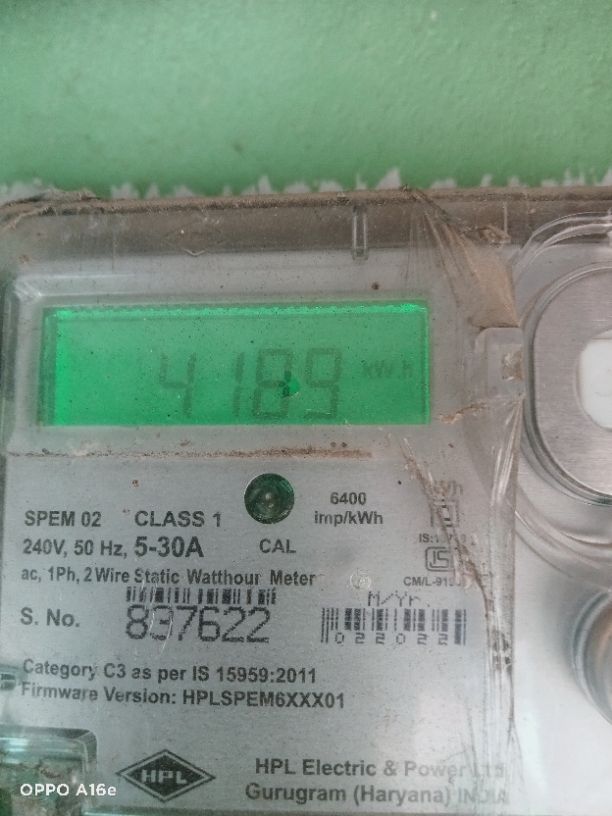 4189 kW.h
6400
imp/kWh
SPEM 02 CLASS 1
240V, 50 Hz, 5-30A
CAL
ac, 1Ph, 2 Wire Static Watthour Meter
S. No. 837622
M/Yr.
022022
Category C3 as per IS 15959:2011
Firmware Version: HPLSPEM6XXX01
HPL
HPL Electric & Power
Gurugram (Haryana) INDIA
OPPO A16e